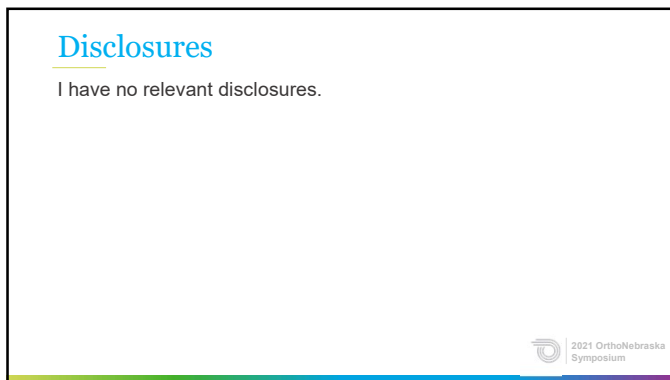 Disclosures
I have no relevant disclosures.
2021 OrthoNebraska
Symposium